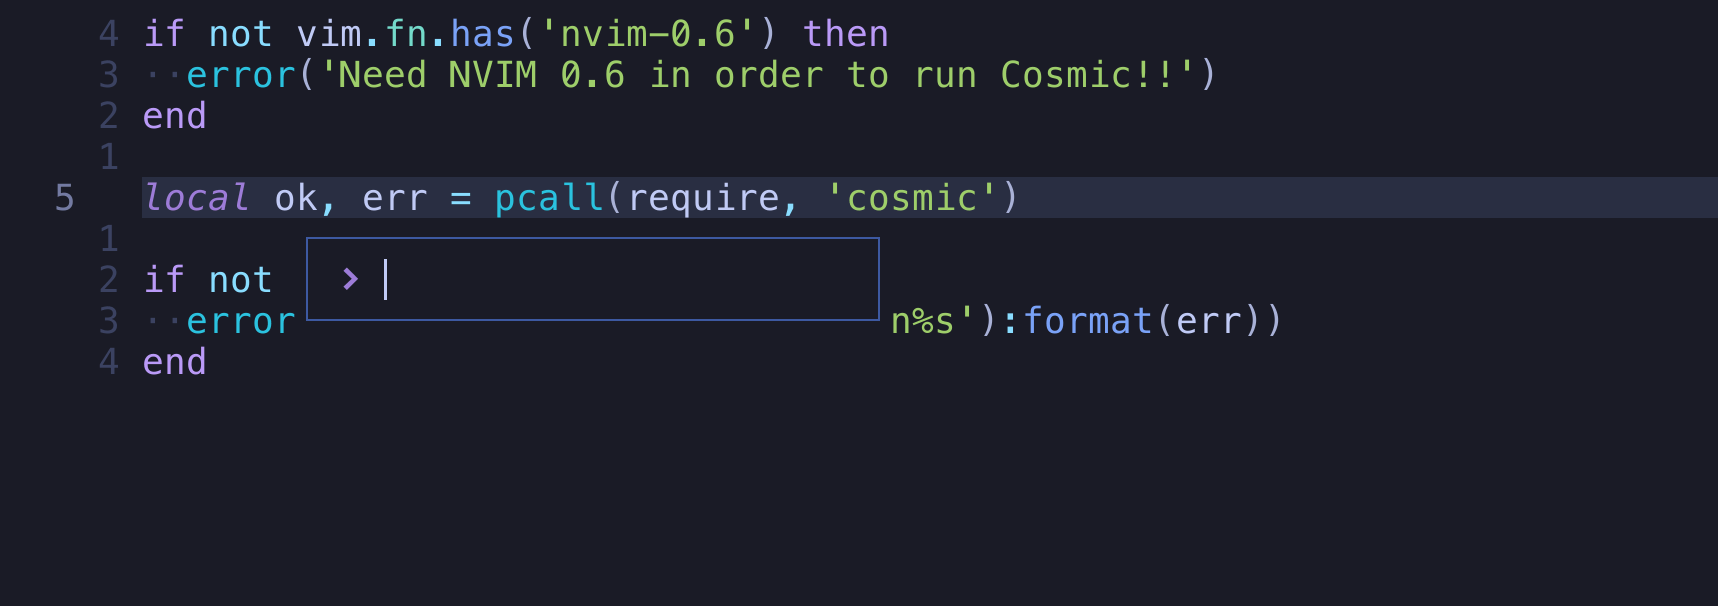 4 if not vim.fn.has('nvim-0.6') then
3 ··error('Need NVIM 0.6 in order to run Cosmic!!')
2 end
1
5 local ok, err = pcall(require, 'cosmic')
1
2 if not
>
3 ··error n%s'):format(err))
4 end